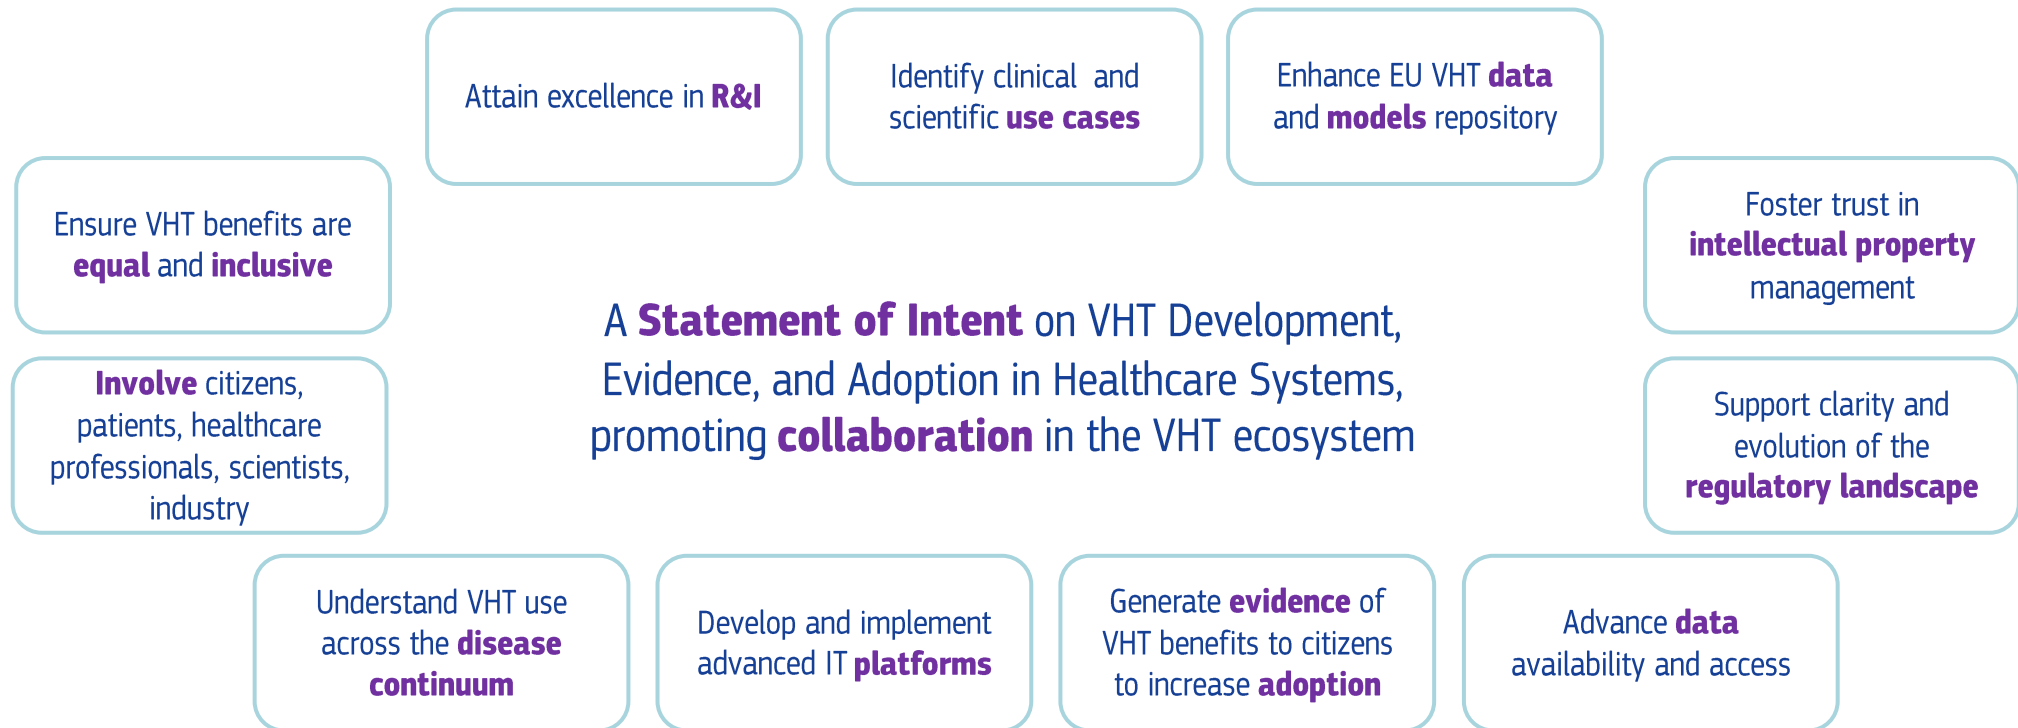 Attain excellence in R&I
Identify clinical and
scientific use cases
Enhance EU VHT data
and models repository
Ensure VHT benefits are
equal and inclusive
Foster trust in
intellectual property
management
A Statement of Intent on VHT Development,
Evidence, and Adoption in Healthcare Systems,
promoting collaboration in the VHT ecosystem
Involve citizens,
patients, healthcare
professionals, scientists,
industry
Support clarity and
evolution of the
regulatory landscape
Understand VHT use
across the disease
continuum
Develop and implement
advanced IT platforms
Generate evidence of
VHT benefits to citizens
to increase adoption
Advance data
availability and access